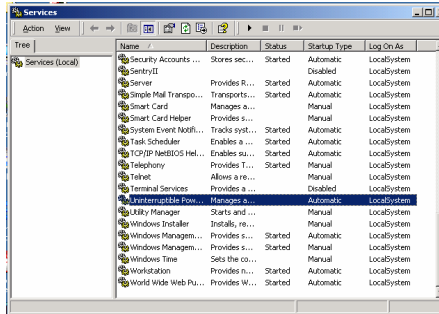 Services
Action View
Tree
Services (Local)
Name Description Status Startup Type Log On As
Security Accounts ... Stores sec... Started Automatic LocalSystem
SentryII Disabled LocalSystem
Server Provides R... Started Automatic LocalSystem
Simple Mail Transpo... Transports... Started Automatic LocalSystem
Smart Card Manages a... Manual LocalSystem
Smart Card Helper Provides s... Manual LocalSystem
System Event Notifi... Tracks syst... Started Automatic LocalSystem
Task Scheduler Enables a ... Started Automatic LocalSystem
TCP/IP NetBIOS Hel... Enables su... Started Automatic LocalSystem
Telephony Provides T... Started Manual LocalSystem
Telnet Allows a re... Manual LocalSystem
Terminal Services Provides a ... Disabled LocalSystem
Uninterruptible Pow... Manages a... Automatic LocalSystem
Utility Manager Starts and ... Manual LocalSystem
Windows Installer Installs, re... Manual LocalSystem
Windows Managem... Provides s... Started Automatic LocalSystem
Windows Managem... Provides s... Started Manual LocalSystem
Windows Time Sets the co... Manual LocalSystem
Workstation Provides n... Started Automatic LocalSystem
World Wide Web Pu... Provides W... Started Automatic LocalSystem